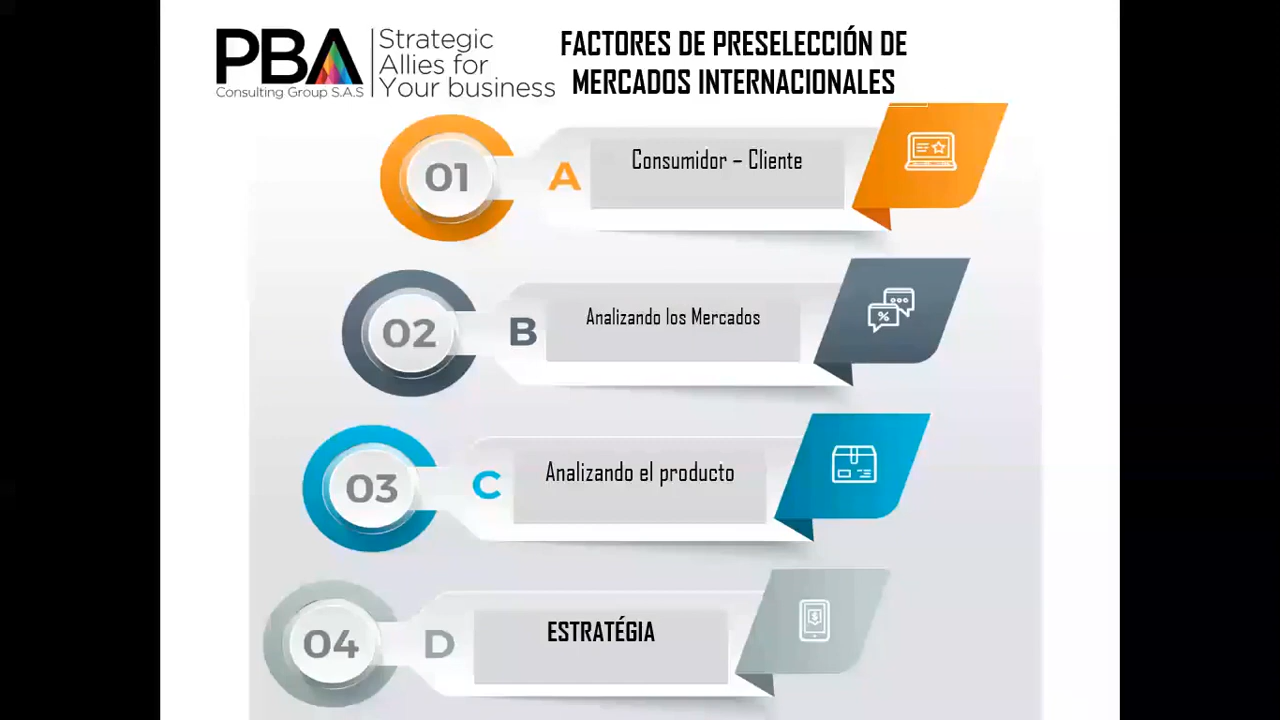 PBA
Consulting Group S.A.S
Strategic
Allies for
Your business
FACTORES DE PRESELECCIÓN DE
MERCADOS INTERNACIONALES
01
A
Consumidor – Cliente
02
B
Analizando los Mercados
%
03
C
Analizando el producto
04
D
ESTRATÉGIA
$